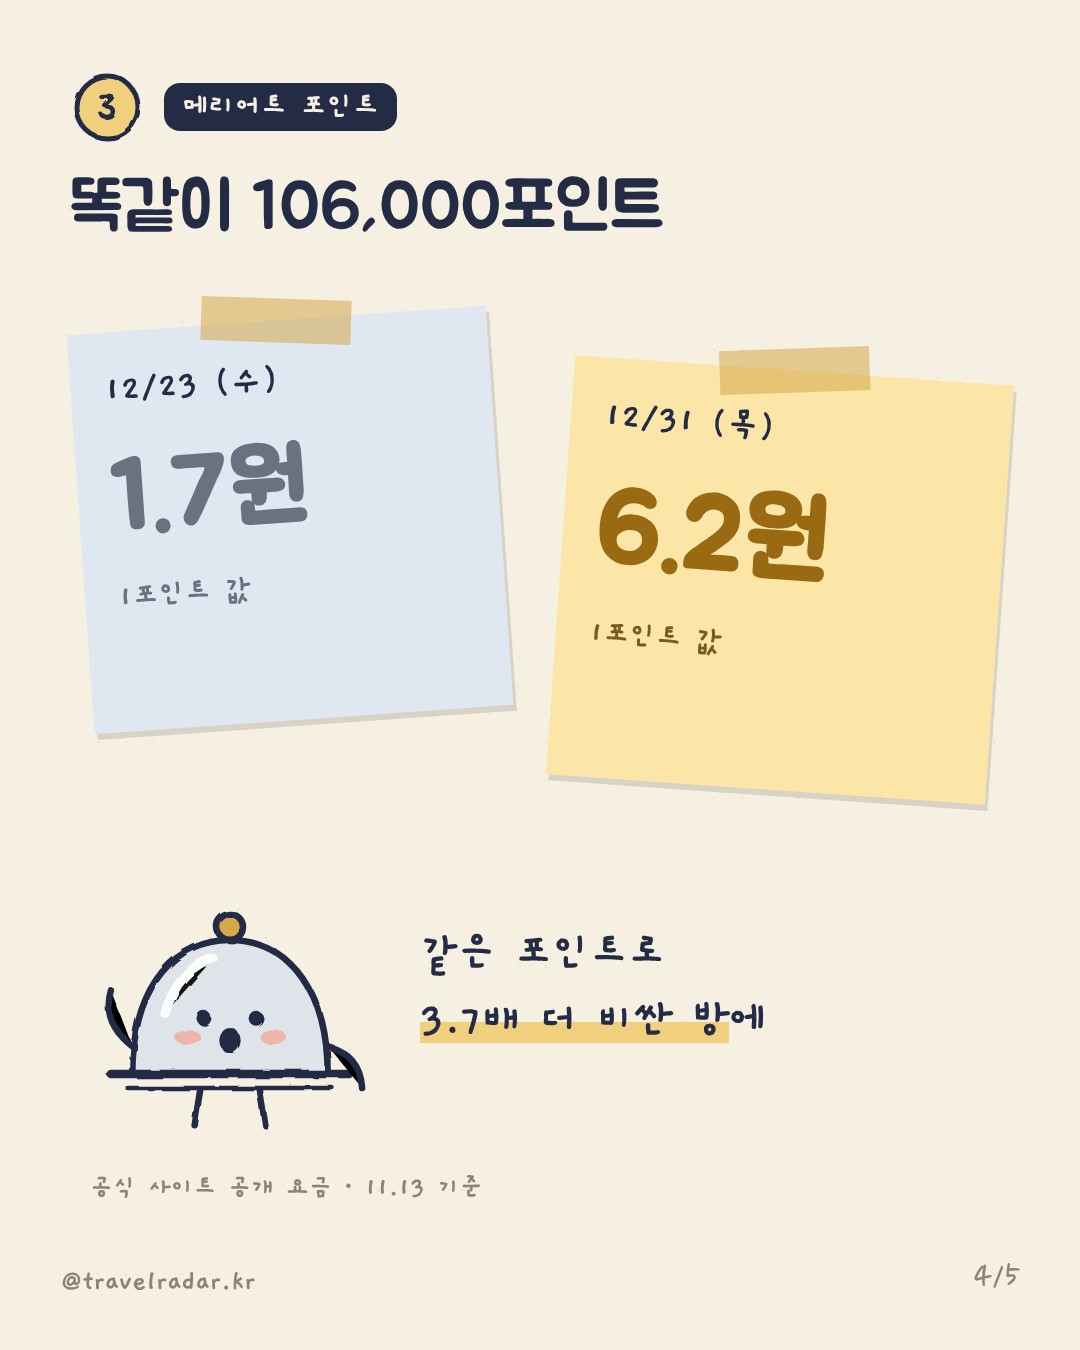 3
메리어트 포인트
똑같이 106,000포인트
12/23 (수)
1.7원
1포인트 값
12/31 (목)
6.2원
1포인트 값
같은 포인트로
3.7배 더 비싼 방에
공식 사이트 공개 요금 · 11.13 기준
@travelradar.kr
4/5